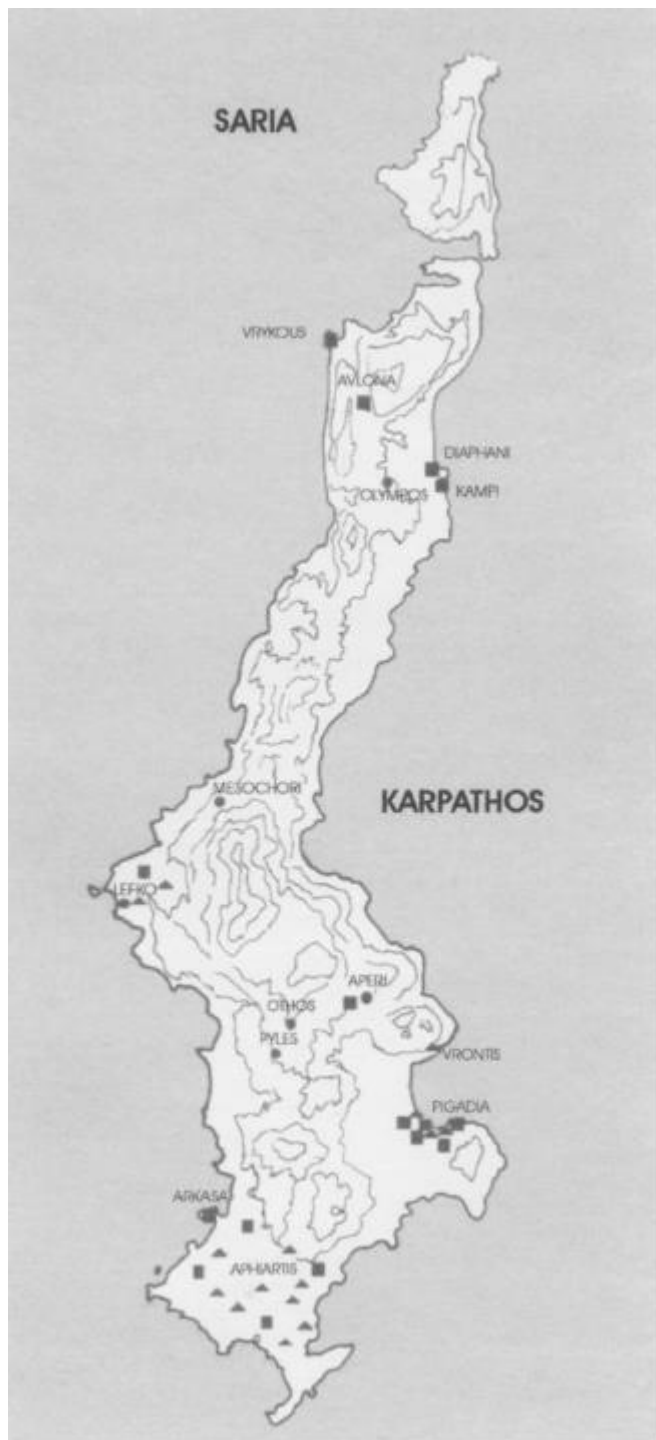 SARIA
VRYKOUS
AVLONA
DIAPHANI
OLYMPOS
KAMPI
MESOCHORI
KARPATHOS
LEFKO
APERI
OTHOS
PYLES
VRONTIS
PIGADIA
ARKASA
APHIARTIS